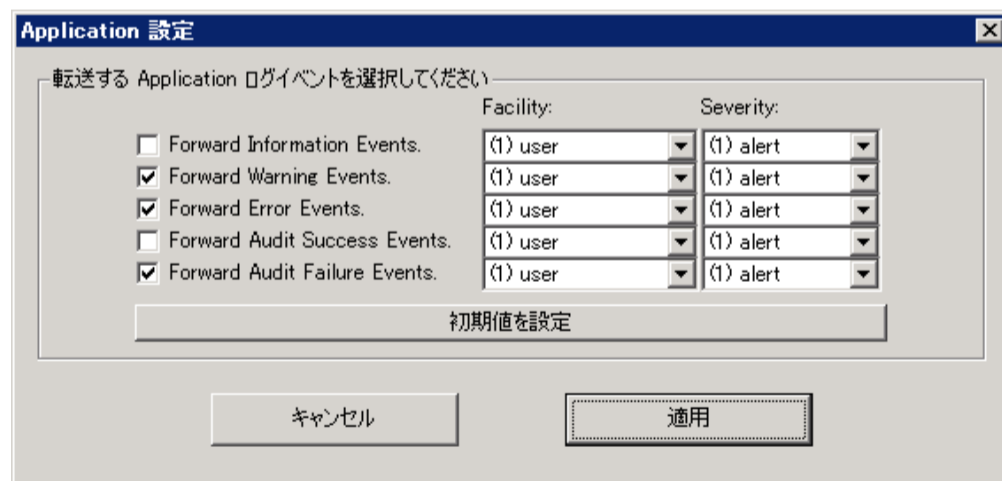 Application 設定
転送する Application ログイベントを選択してください
Facility: Severity:
Forward Information Events. (1) user (1) alert
Forward Warning Events. (1) user (1) alert
Forward Error Events. (1) user (1) alert
Forward Audit Success Events. (1) user (1) alert
Forward Audit Failure Events. (1) user (1) alert
初期値を設定
キャンセル 適用